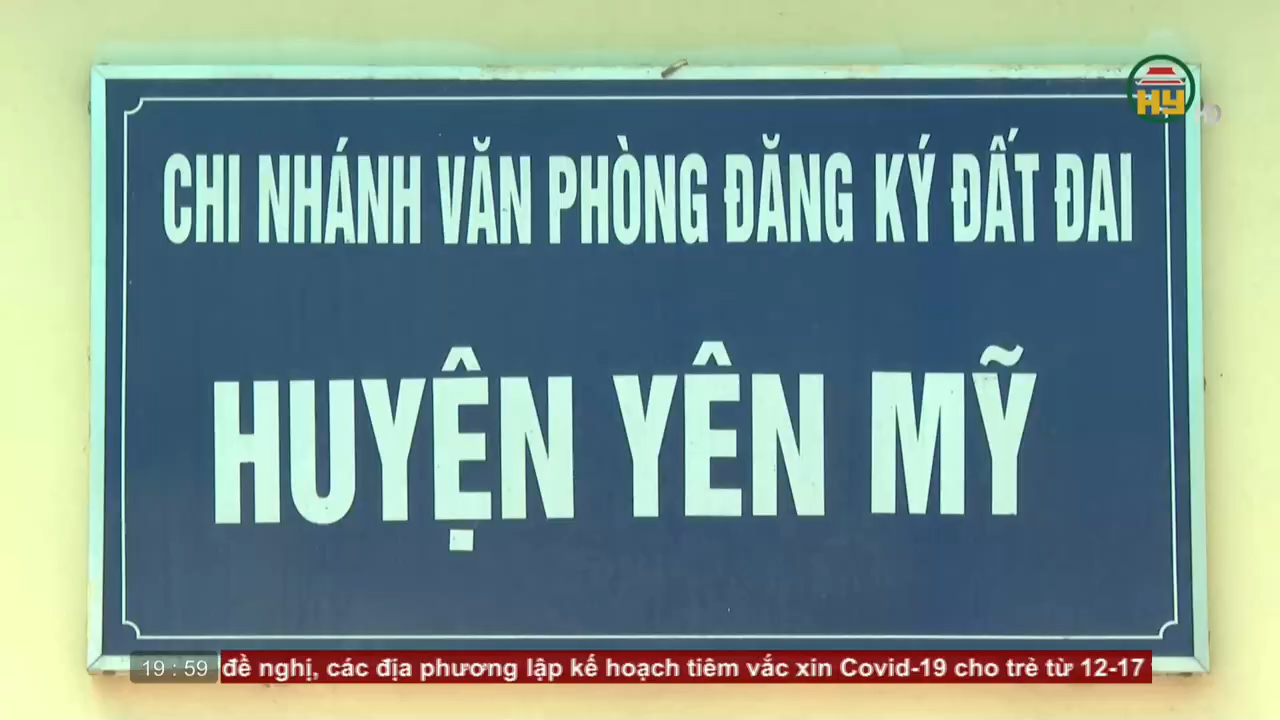 HY
HD
CHI NHÁNH VĂN PHÒNG ĐĂNG KÝ ĐẤT ĐAI
HUYỆN YÊN MỸ
19 : 59 đề nghị, các địa phương lập kế hoạch tiêm vắc xin Covid-19 cho trẻ từ 12-17